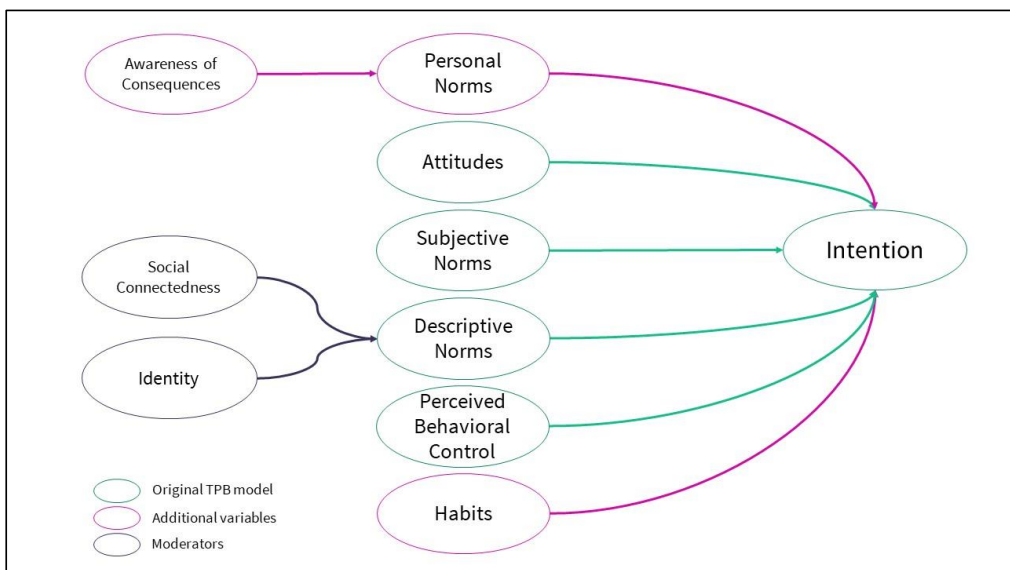 Awareness of
Consequences
Personal
Norms
Attitudes
Subjective
Norms
Intention
Social
Connectedness
Descriptive
Norms
Identity
Perceived
Behavioral
Control
Habits
Original TPB model
Additional variables
Moderators